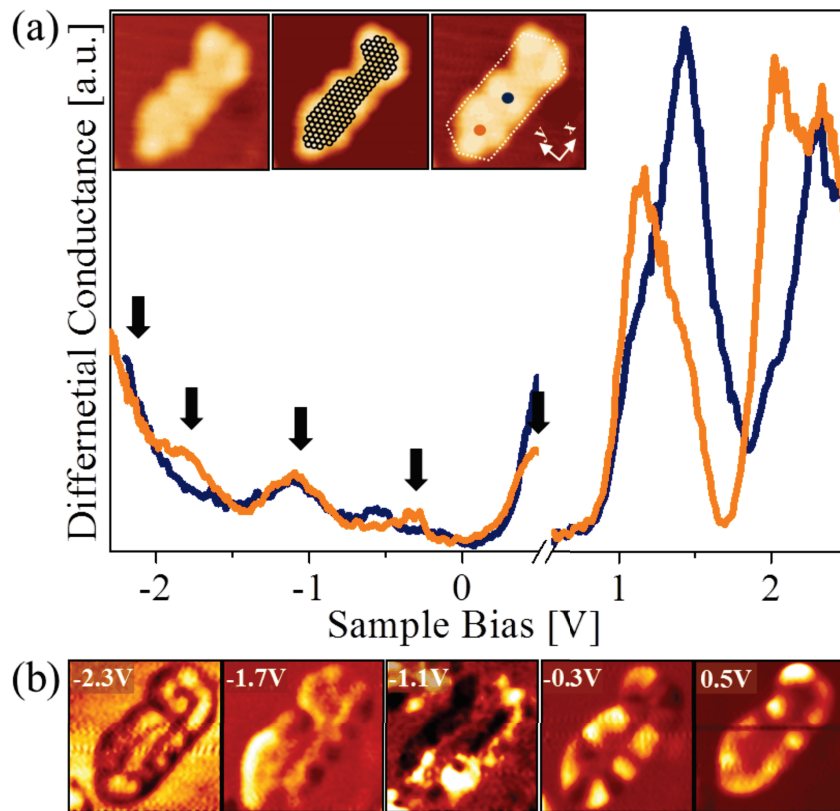 (a)
y x
Differnetial Conductance [a.u.]
-2 -1 0 1 2
Sample Bias [V]
(b)
-2.3V -1.7V -1.1V -0.3V 0.5V